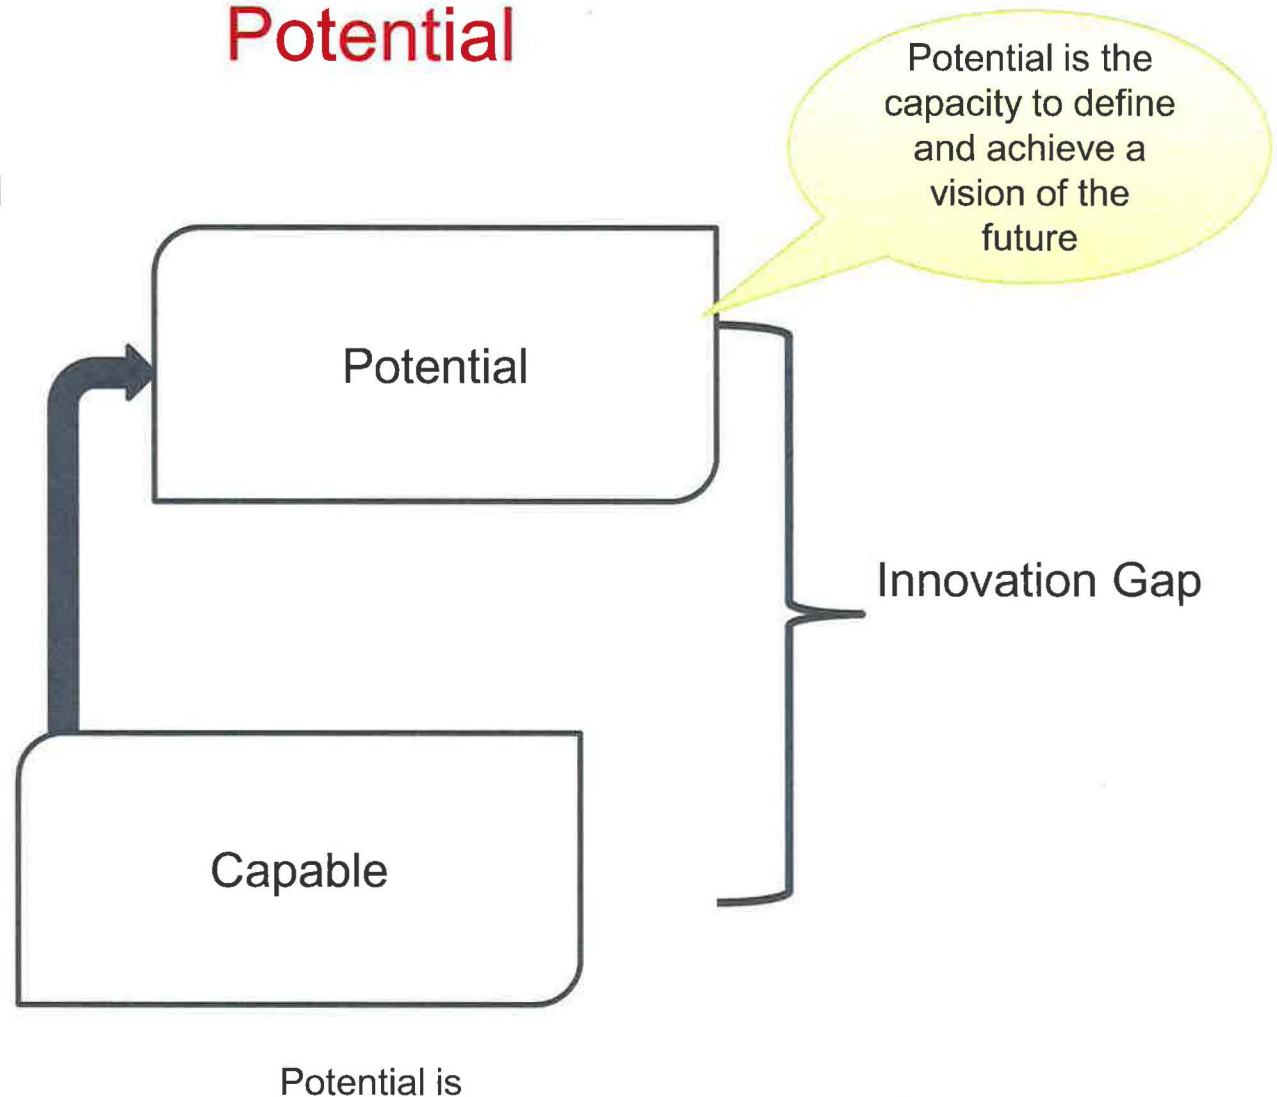 Potential
Potential is the
capacity to define
and achieve a
vision of the
future
Potential
Innovation Gap
Capable
Potential is